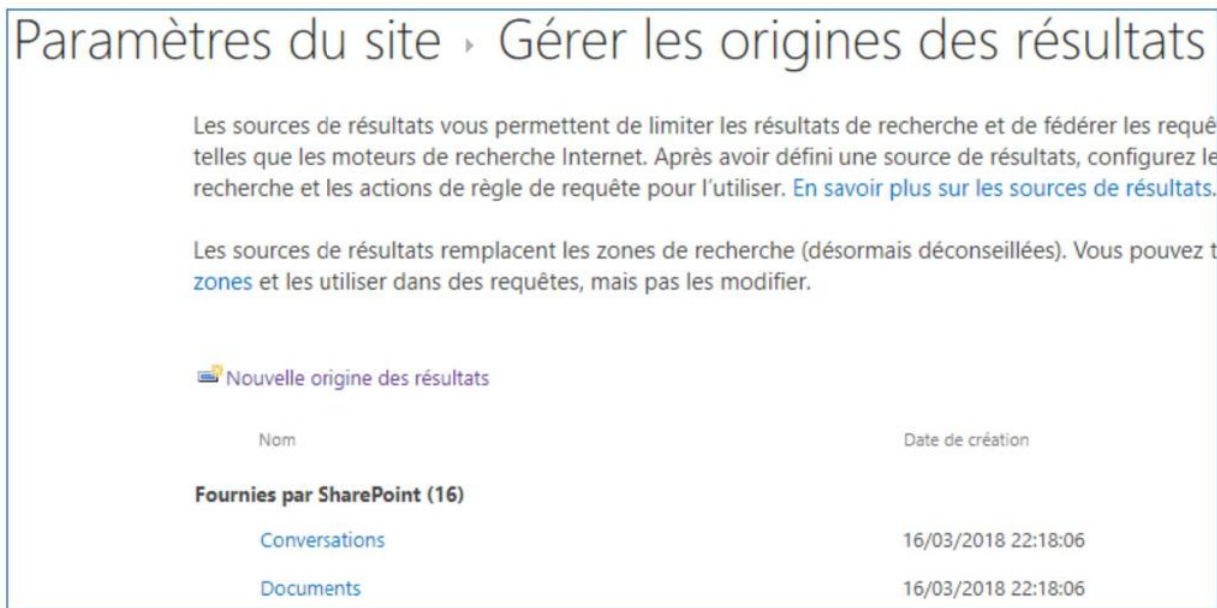 Paramètres du site ▸ Gérer les origines des résultats
Les sources de résultats vous permettent de limiter les résultats de recherche et de fédérer les requê
telles que les moteurs de recherche Internet. Après avoir défini une source de résultats, configurez le
recherche et les actions de règle de requête pour l'utiliser. En savoir plus sur les sources de résultats.
Les sources de résultats remplacent les zones de recherche (désormais déconseillées). Vous pouvez t
zones et les utiliser dans des requêtes, mais pas les modifier.
Nouvelle origine des résultats
Nom Date de création
Fournies par SharePoint (16)
Conversations 16/03/2018 22:18:06
Documents 16/03/2018 22:18:06